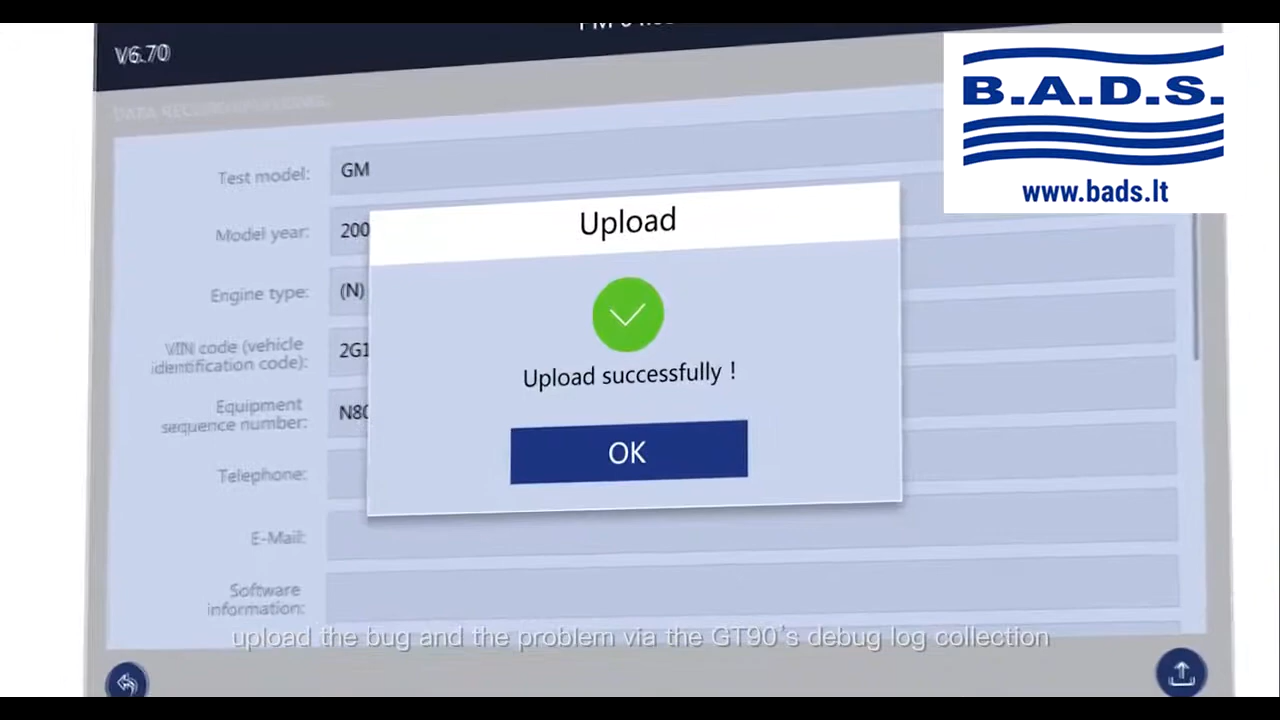 V6.70
B.A.D.S.
www.bads.lt
Test model:
GM
Model year:
200
Engine type:
(N)
VIN code (vehicle
identification code):
2G1
Equipment
sequence number:
N80
Telephone:
E-Mail:
Software
information:
Upload
Upload successfully !
OK
upload the bug and the problem via the GT90's debug log collection